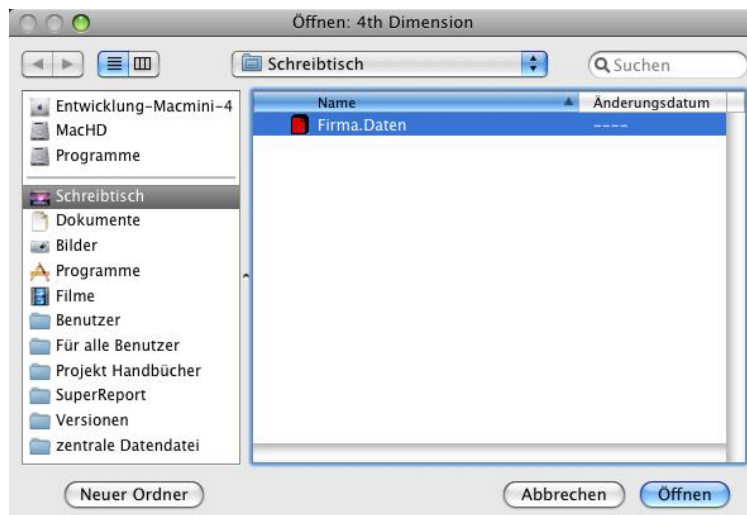 Öffnen: 4th Dimension
Schreibtisch
Suchen
Entwicklung-Macmini-4
MacHD
Programme
Schreibtisch
Dokumente
Bilder
Programme
Filme
Benutzer
Für alle Benutzer
Projekt Handbücher
SuperReport
Versionen
zentrale Datendatei
Name Änderungsdatum
Firma.Daten ----
Neuer Ordner Abbrechen Öffnen